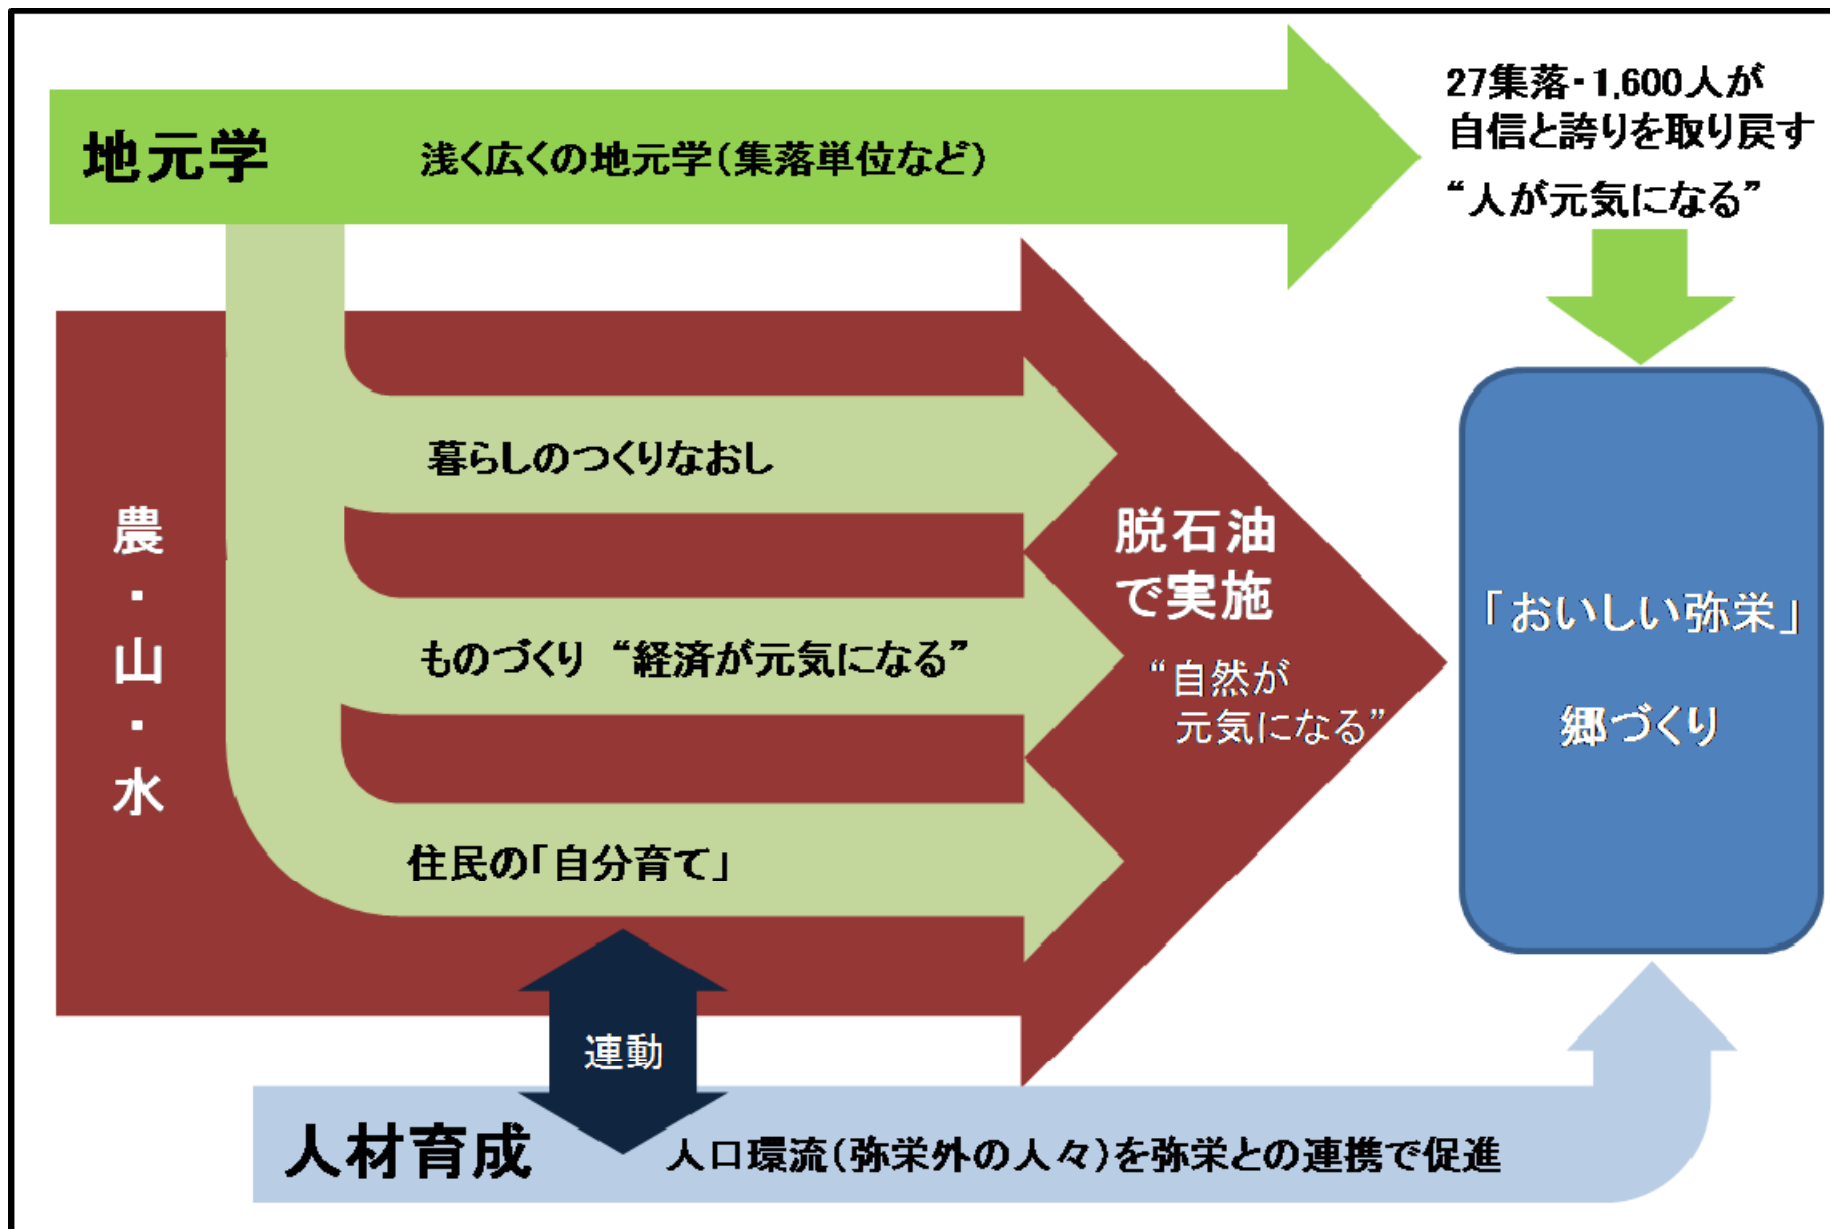 地元学
浅く広くの地元学(集落単位など)
27集落・1,600人が
自信と誇りを取り戻す
“人が元気になる”
農・山・水
暮らしのつくりなおし
ものづくり “経済が元気になる”
住民の「自分育て」
脱石油
で実施
“自然が
元気になる”
「おいしい弥栄」
郷づくり
連動
人材育成
人口環流(弥栄外の人々)を弥栄との連携で促進